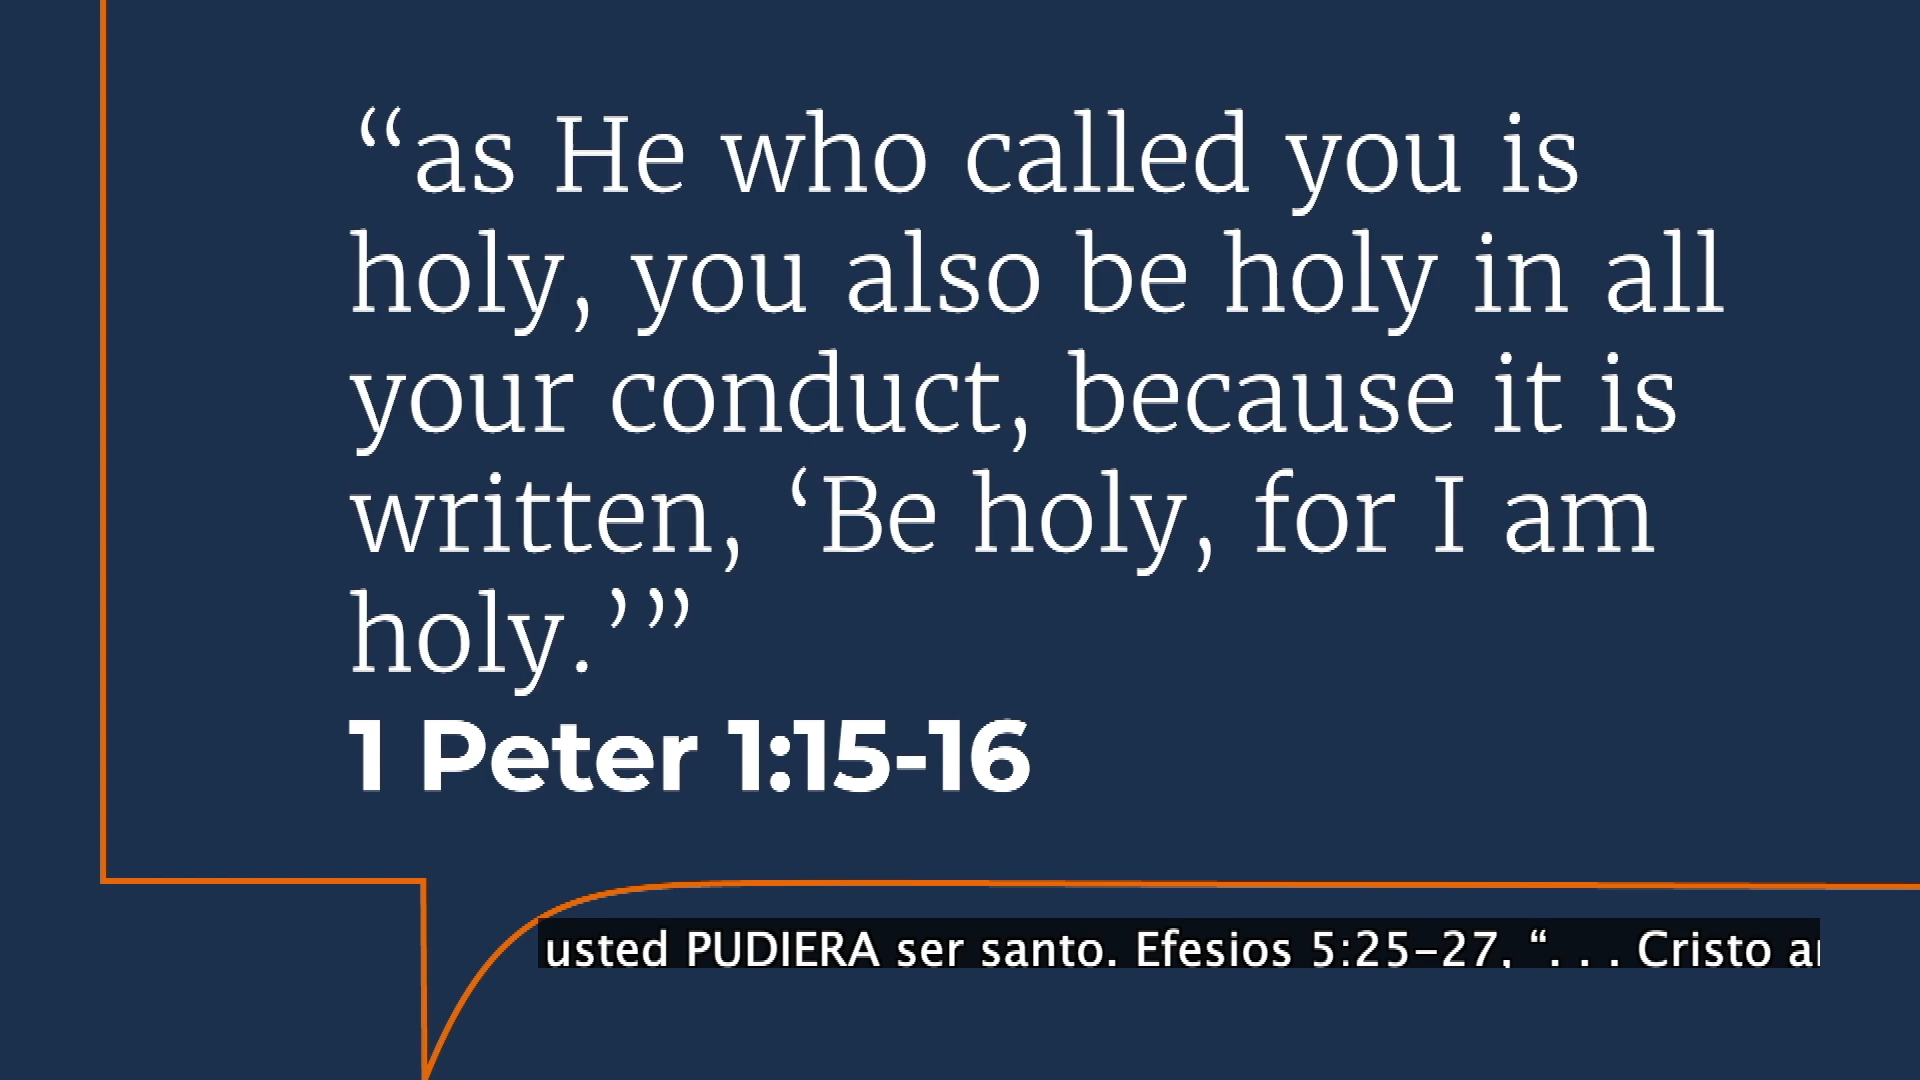 “as He who called you is
holy, you also be holy in all
your conduct, because it is
written, ‘Be holy, for I am
holy.’”
1 Peter 1:15-16
usted PUDIERA ser santo. Efesios 5:25-27, “. . . Cristo